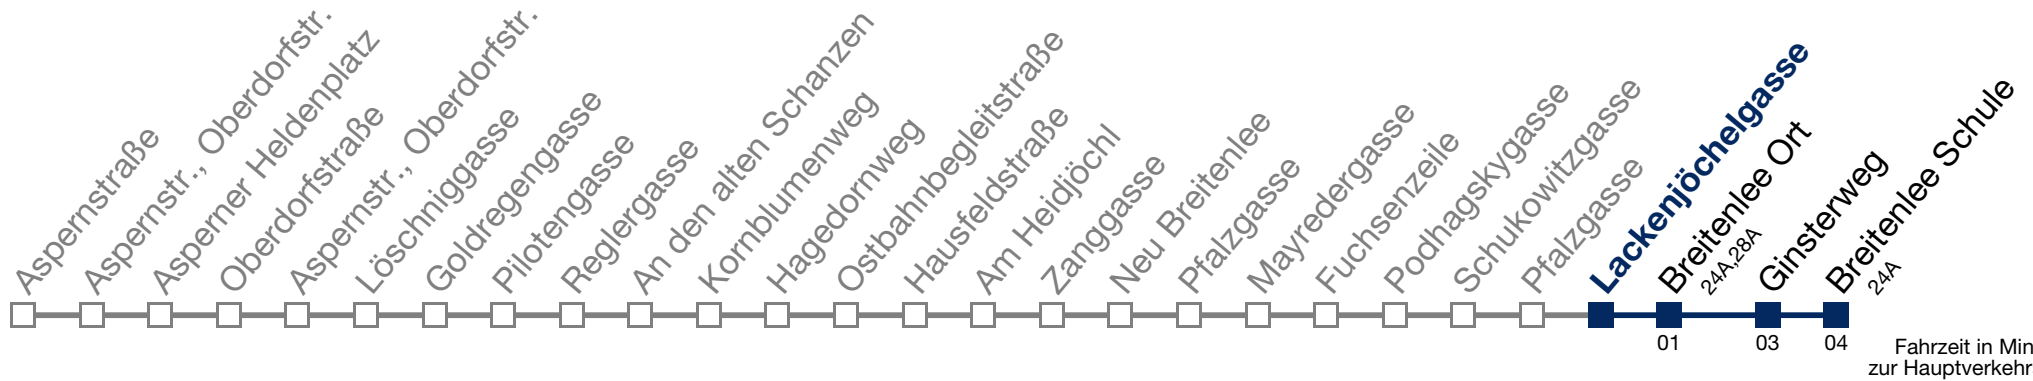 Aspernstraße
Aspernstr., Oberdorfstr.
Asperner Heldenplatz
Oberdorfstraße
Aspernstr., Oberdorfstr.
Löschniggasse
Goldregengasse
Pilotengasse
Reglergasse
An den alten Schanzen
Kornblumenweg
Hagedornweg
Ostbahnbegleitstraße
Hausfeldstraße
Am Heidjöchl
Zanggasse
Neu Breitenlee
Pfalzgasse
Mayredergasse
Fuchsenzeile
Podhagskygasse
Schukowitzgasse
Pfalzgasse
Lackenjöchelgasse
Breitenlee Ort
24A,28A
Ginsterweg
Breitenlee Schule
24A
01 03 04
Fahrzeit in Min
zur Hauptverkehr